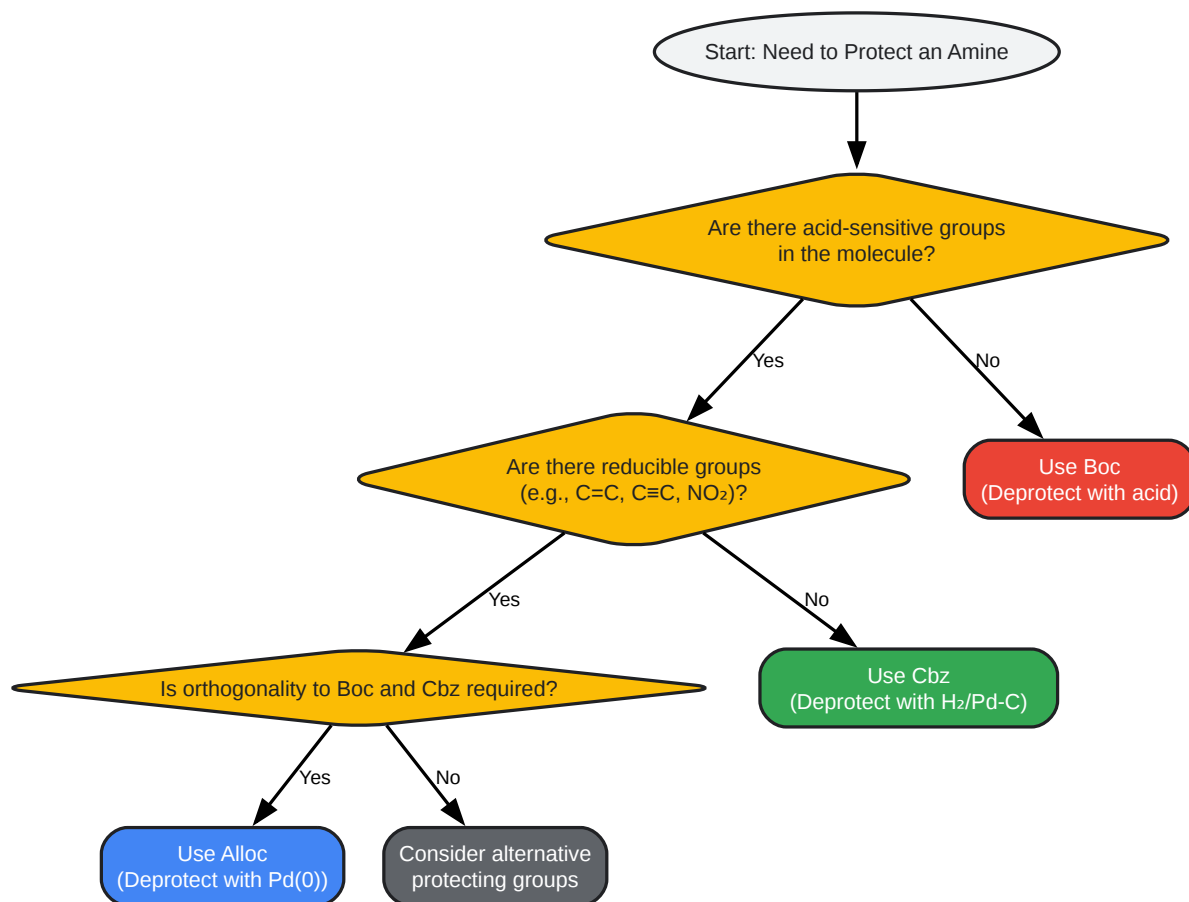 Start: Need to Protect an Amine
Are there acid-sensitive groups
in the molecule?
Yes
No
Are there reducible groups
(e.g., C=C, C≡C, NO₂)?
Use Boc
(Deprotect with acid)
Yes
No
Is orthogonality to Boc and Cbz required?
Use Cbz
(Deprotect with H₂/Pd-C)
Yes
No
Use Alloc
(Deprotect with Pd(0))
Consider alternative
protecting groups